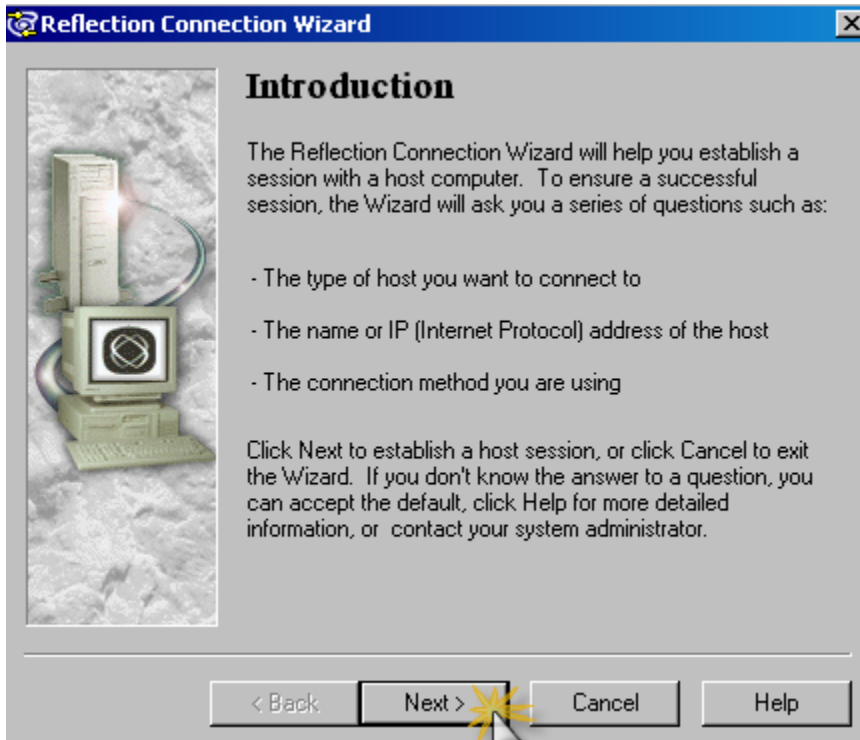 Reflection Connection Wizard
Introduction
The Reflection Connection Wizard will help you establish a
session with a host computer. To ensure a successful
session, the Wizard will ask you a series of questions such as:
- The type of host you want to connect to
- The name or IP (Internet Protocol) address of the host
- The connection method you are using
Click Next to establish a host session, or click Cancel to exit
the Wizard. If you don't know the answer to a question, you
can accept the default, click Help for more detailed
information, or contact your system administrator.
< Back Next > Cancel Help